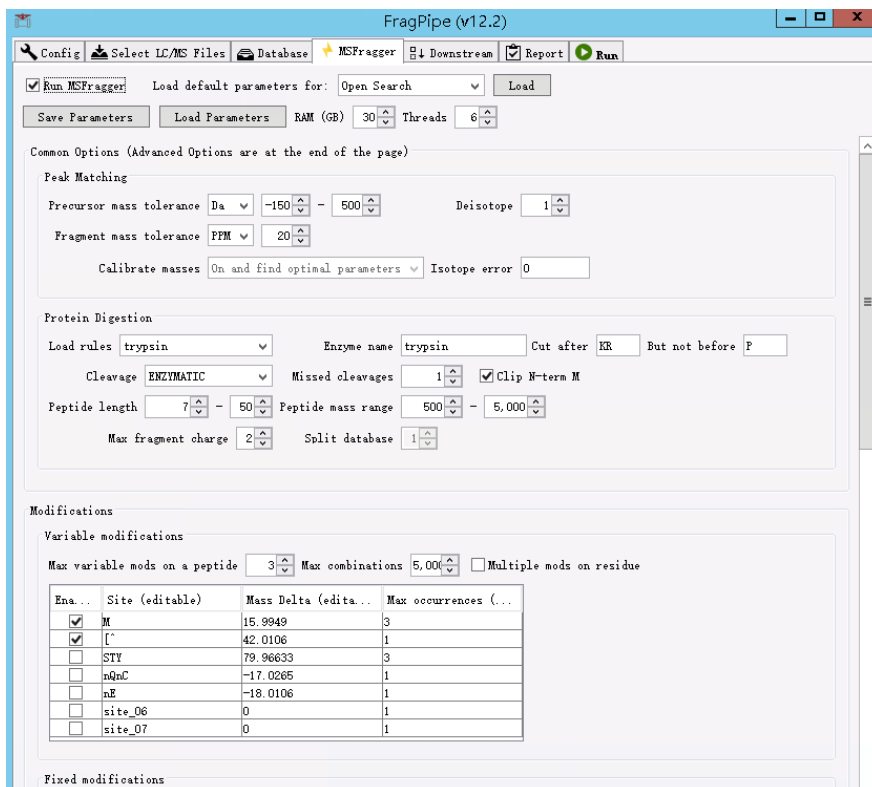 FragPipe (v12.2)
Config Select LC/MS Files Database MSFragger Downstream Report Run
Run MSFragger Load default parameters for: Open Search Load
Save Parameters Load Parameters RAM (GB) 30 Threads 6
Common Options (Advanced Options are at the end of the page)
Peak Matching
Precursor mass tolerance Da -150 - 500 Deisotope 1
Fragment mass tolerance PPM 20
Calibrate masses On and find optimal parameters Isotope error 0
Protein Digestion
Load rules trypsin Enzyme name trypsin Cut after KR But not before P
Cleavage ENZYMATIC Missed cleavages 1 Clip N-term M
Peptide length 7 - 50 Peptide mass range 500 - 5,000
Max fragment charge 2 Split database 1
Modifications
Variable modifications
Max variable mods on a peptide 3 Max combinations 5,000 Multiple mods on residue
Ena... Site (editable) Mass Delta (edita... Max occurrences (...
M 15.9949 3
[^ 42.0106 1
STY 79.96633 3
nQnC -17.0265 1
nE -18.0106 1
site_06 0 1
site_07 0 1
Fixed modifications